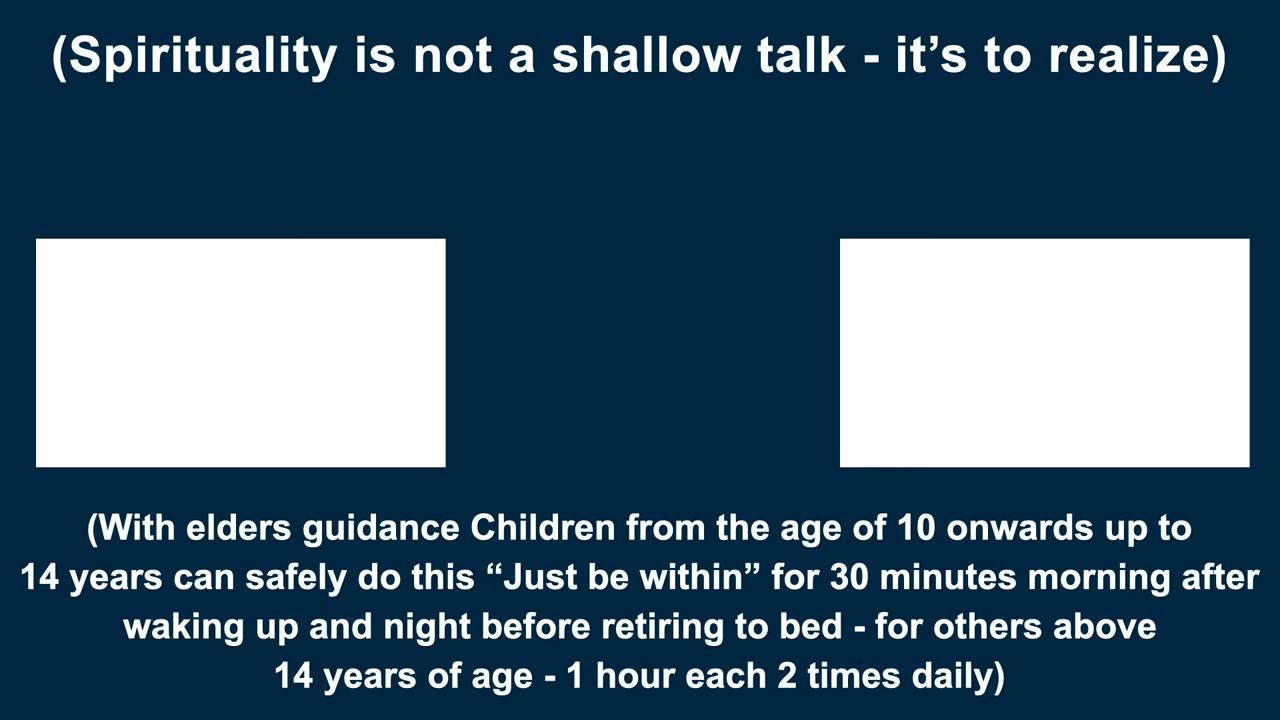 (Spirituality is not a shallow talk - it’s to realize)
(With elders guidance Children from the age of 10 onwards up to
14 years can safely do this “Just be within” for 30 minutes morning after
waking up and night before retiring to bed - for others above
14 years of age - 1 hour each 2 times daily)